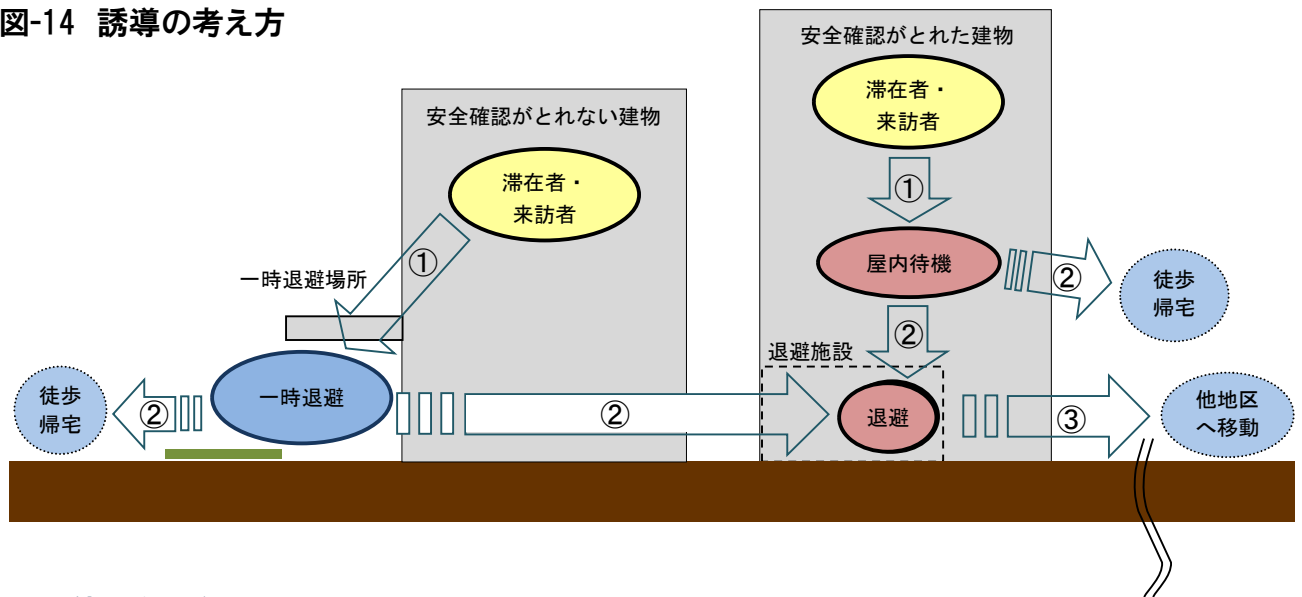 図-14 誘導の考え方
安全確認がとれた建物
滞在者・
来訪者
①
屋内待機
②
徒歩
帰宅
②
退避施設
退避
③
他地区
へ移動
安全確認がとれない建物
滞在者・
来訪者
①
一時退避場所
一時退避
②
徒歩
帰宅
②